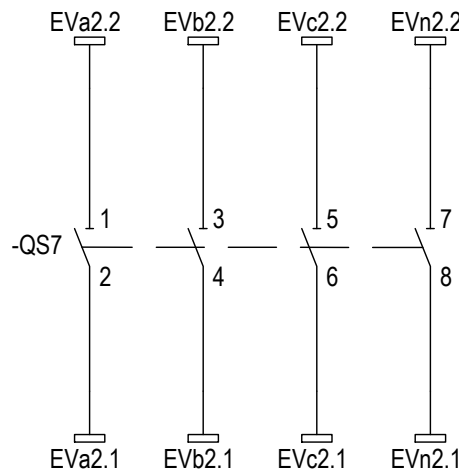 EVa2.2 EVb2.2 EVc2.2 EVn2.2
1 3 5 7
-QS7
2 4 6 8
EVa2.1 EVb2.1 EVc2.1 EVn2.1